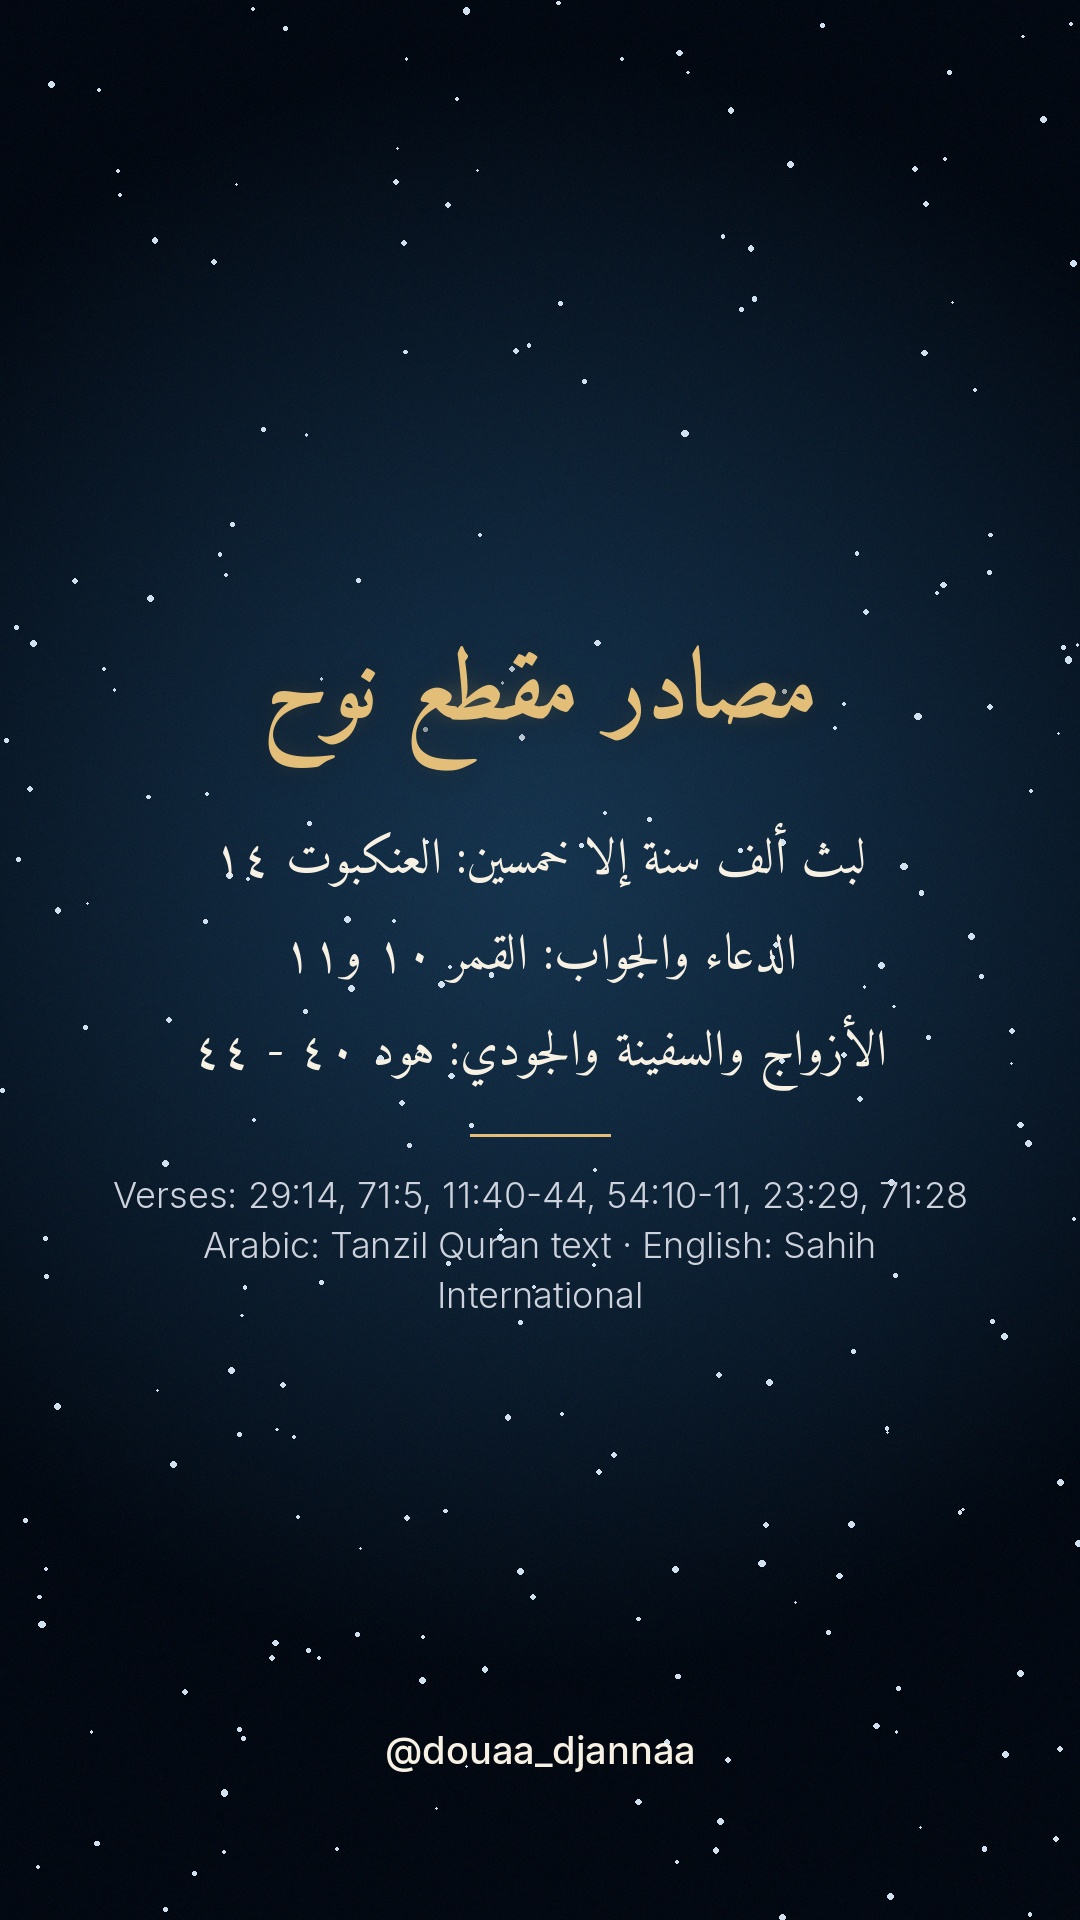 مصادر مقطع نوح
لبث ألف سنة إلا خمسين: العنكبوت ١٤
الدعاء والجواب: القمر ١٠ و١١
الأزواج والسفينة والجودي: هود ٤٠ - ٤٤
Verses: 29:14, 71:5, 11:40-44, 54:10-11, 23:29, 71:28
Arabic: Tanzil Quran text · English: Sahih
International
@douaa_djannaa